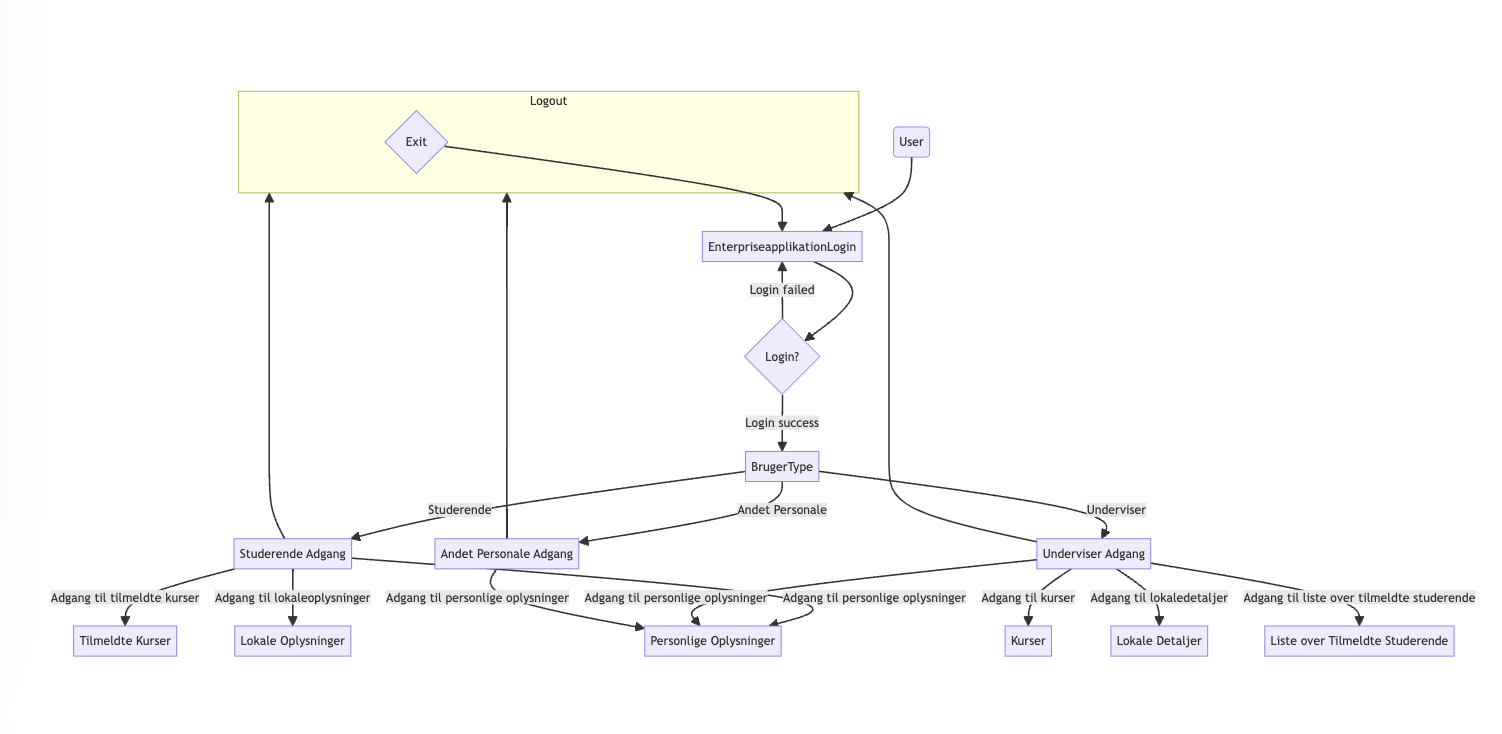 Logout
Exit
User
EnterpriseapplikationLogin
Login failed
Login?
Login success
BrugerType
Studerende
Andet Personale
Underviser
Studerende Adgang
Andet Personale Adgang
Underviser Adgang
Adgang til tilmeldte kurser
Adgang til lokaleoplysninger
Adgang til personlige oplysninger
Adgang til personlige oplysninger
Adgang til personlige oplysninger
Adgang til kurser
Adgang til lokaledetaljer
Adgang til liste over tilmeldte studerende
Tilmeldte Kurser
Lokale Oplysninger
Personlige Oplysninger
Kurser
Lokale Detaljer
Liste over Tilmeldte Studerende